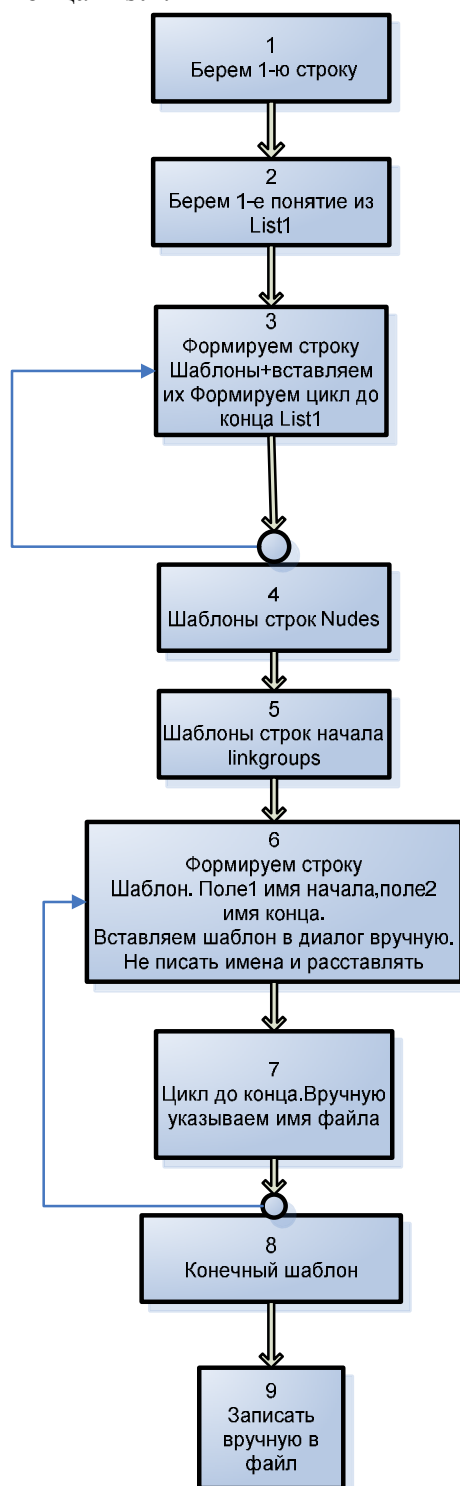 1
Берем 1-ю строку
2
Берем 1-е понятие из
List1
3
Формируем строку
Шаблоны+вставляем
их Формируем цикл до
конца List1
4
Шаблоны строк Nudes
5
Шаблоны строк начала
linkgroups
6
Формируем строку
Шаблон. Поле1 имя начала,поле2
имя конца.
Вставляем шаблон в диалог вручную.
Не писать имена и расставлять
7
Цикл до конца.Вручную
указываем имя файла
8
Конечный шаблон
9
Записать
вручную в
файл